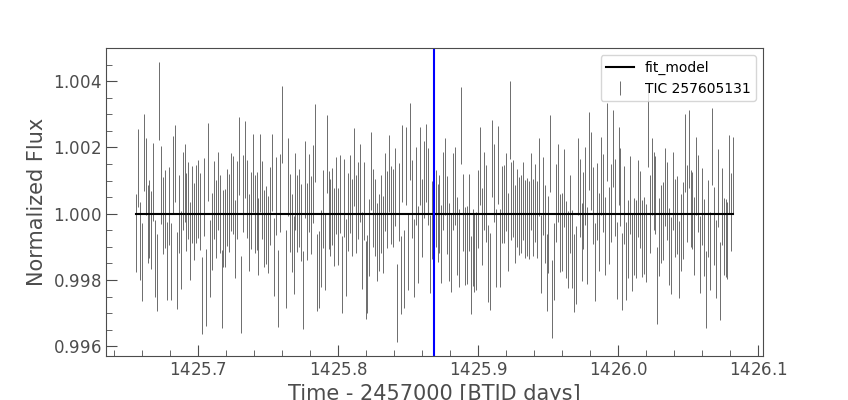 fit_model
TIC 257605131
1.004
1.002
1.000
0.998
0.996
Normalized Flux
1425.7 1425.8 1425.9 1426.0 1426.1
Time - 2457000 [BTJD days]